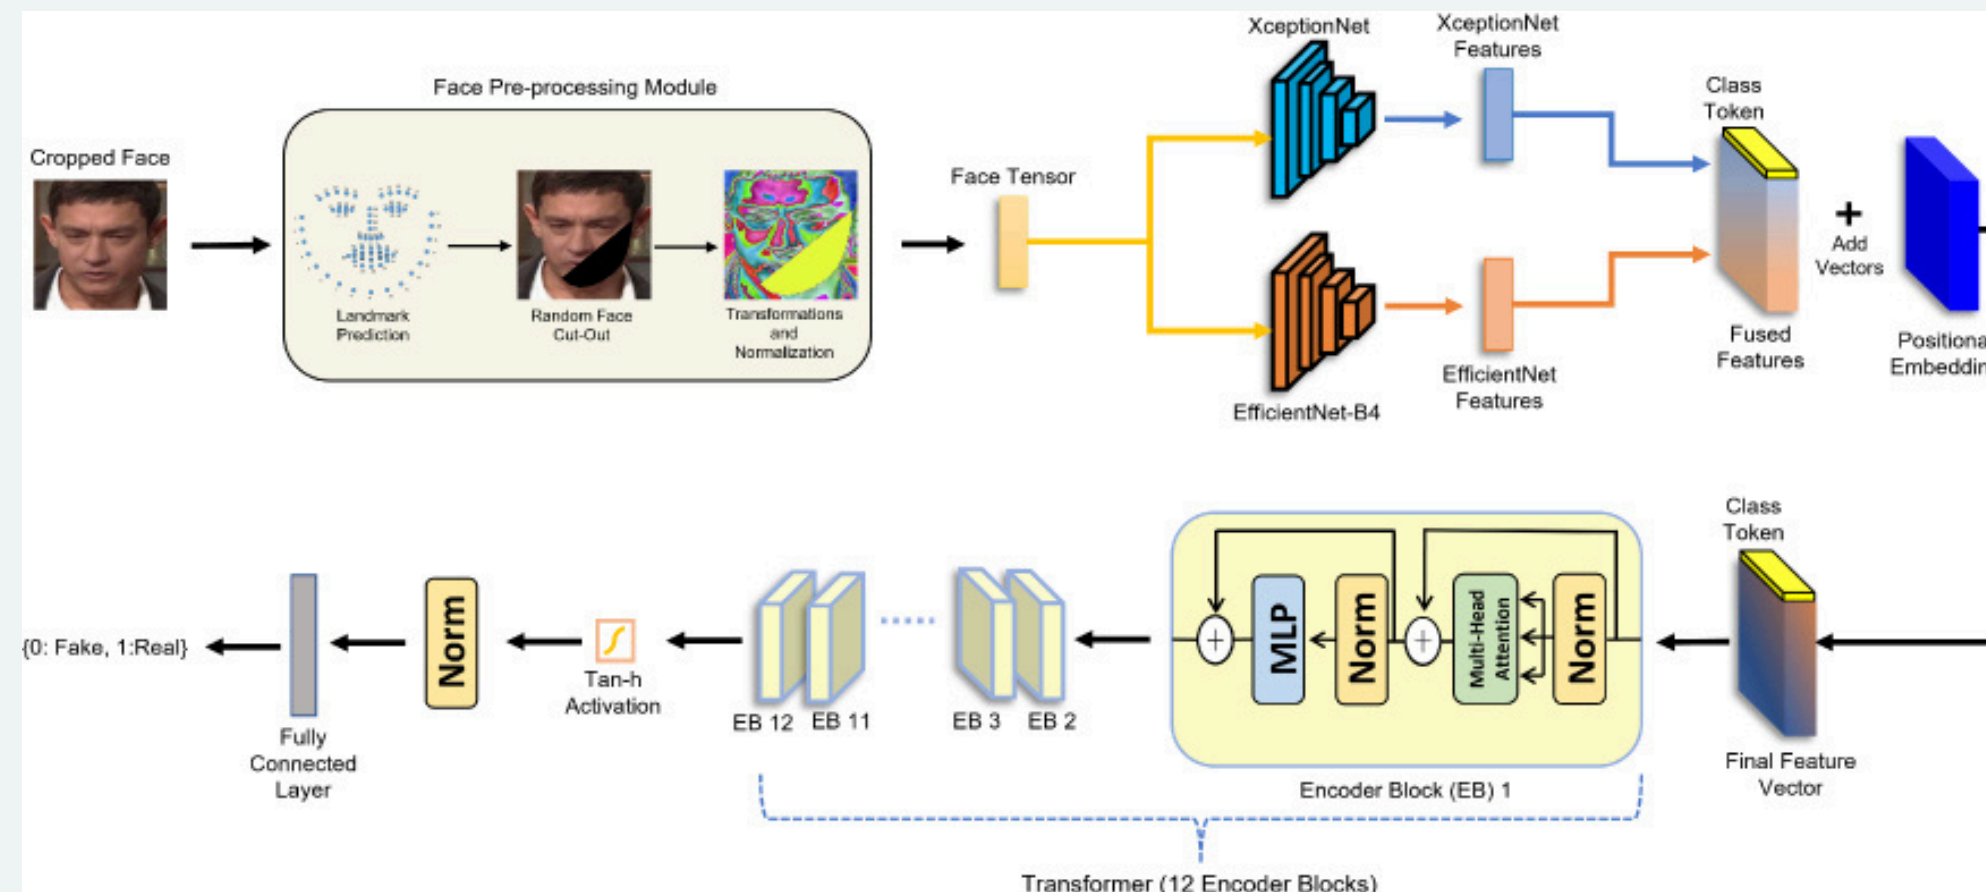 XceptionNet
XceptionNet
Features
Face Pre-processing Module
Class
Token
Cropped Face
Face Tensor
Add
Vectors
Landmark
Prediction
Random Face
Cut-Out
Transformations
and
Normalization
Fused
Features
Positiona
Embeddin
EfficientNet
Features
EfficientNet-B4
Class
Token
{0: Fake, 1:Real}
Norm
Tan-h
Activation
EB 12
EB 11
EB 3
EB 2
MLP
Norm
Multi-Head
Attention
Norm
Fully
Connected
Layer
Final Feature
Vector
Encoder Block (EB) 1
Transformer (12 Encoder Blocks)